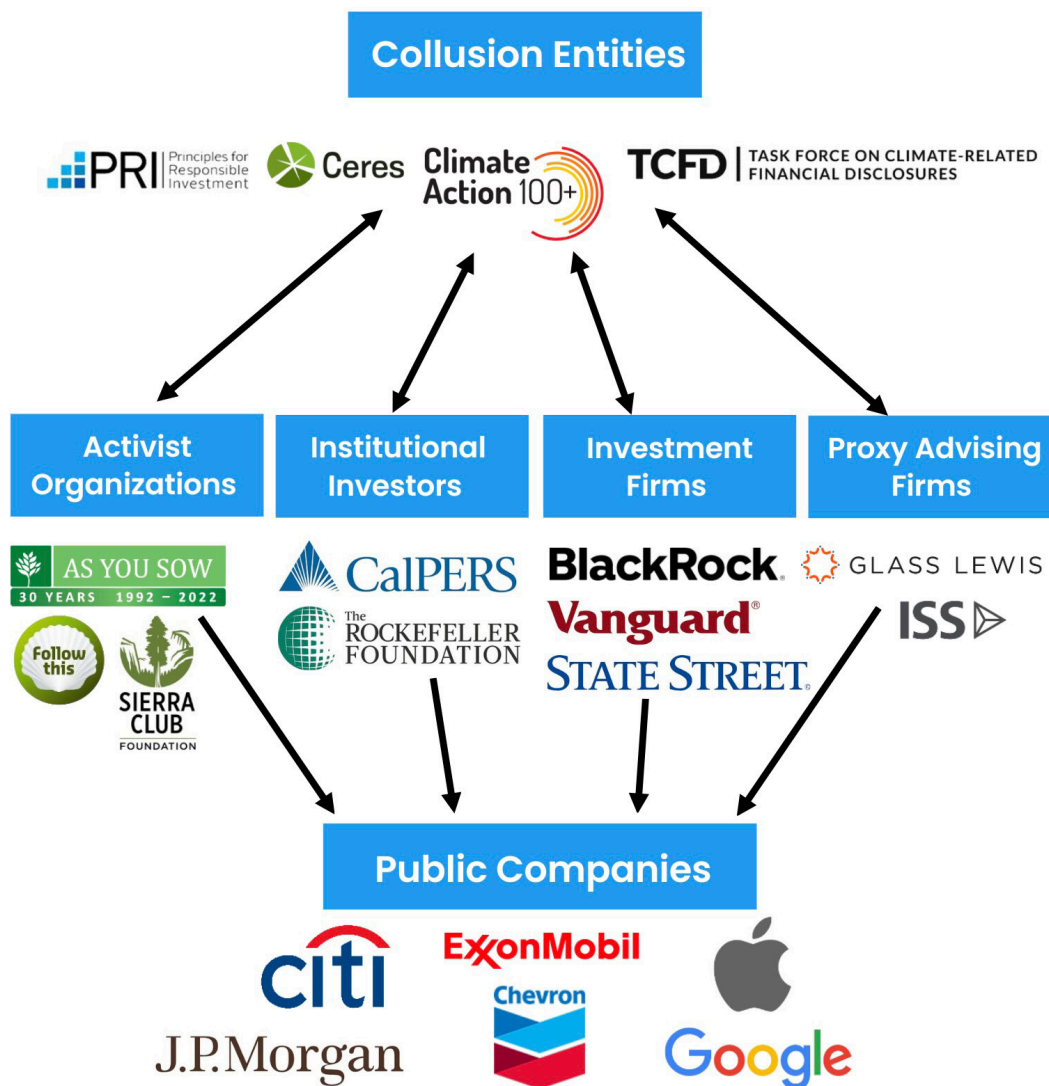 Collusion Entities
PRI Principles for
Responsible
Investment
Ceres
Climate
Action 100+
TCFD TASK FORCE ON CLIMATE-RELATED
FINANCIAL DISCLOSURES
Activist
Organizations
Institutional
Investors
Investment
Firms
Proxy Advising
Firms
AS YOU SOW
30 YEARS 1992 – 2022
Follow
this
SIERRA
CLUB
FOUNDATION
CalPERS
The
ROCKEFELLER
FOUNDATION
BlackRock.
Vanguard®
STATE STREET®
GLASS LEWIS
ISS
Public Companies
citi
J.P.Morgan
ExxonMobil
Chevron
Google